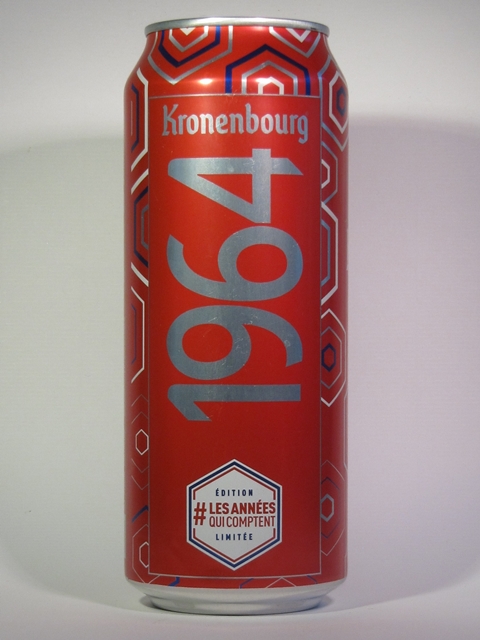 Kronenbourg
1964
ÉDITION
#LES ANNÉES
QUI COMPTENT
LIMITÉE